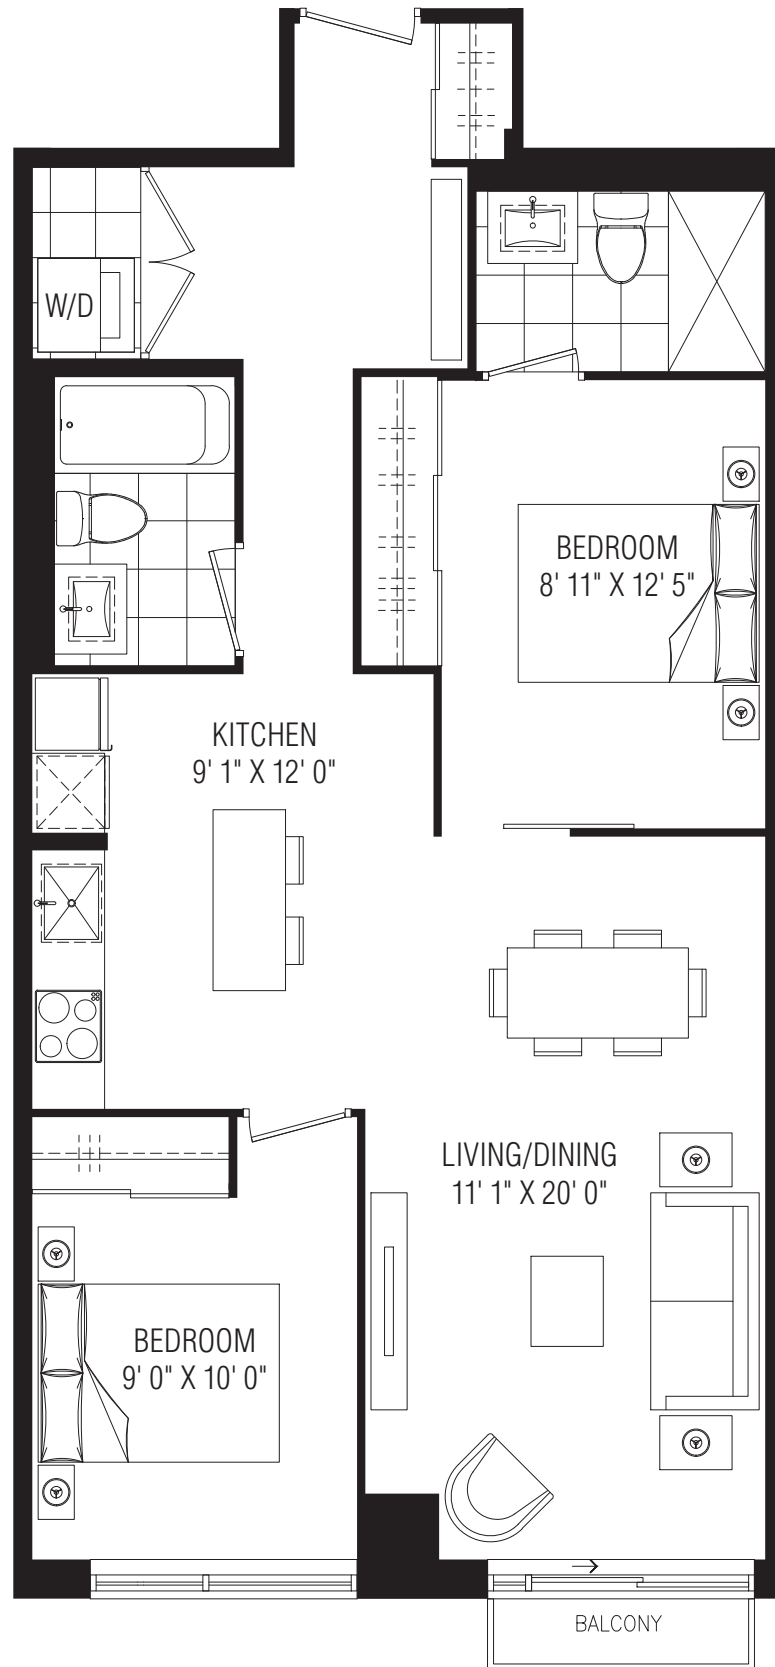 W/D
BEDROOM
8' 11" X 12' 5"
KITCHEN
9' 1" X 12' 0"
LIVING/DINING
11' 1" X 20' 0"
BEDROOM
9' 0" X 10' 0"
BALCONY